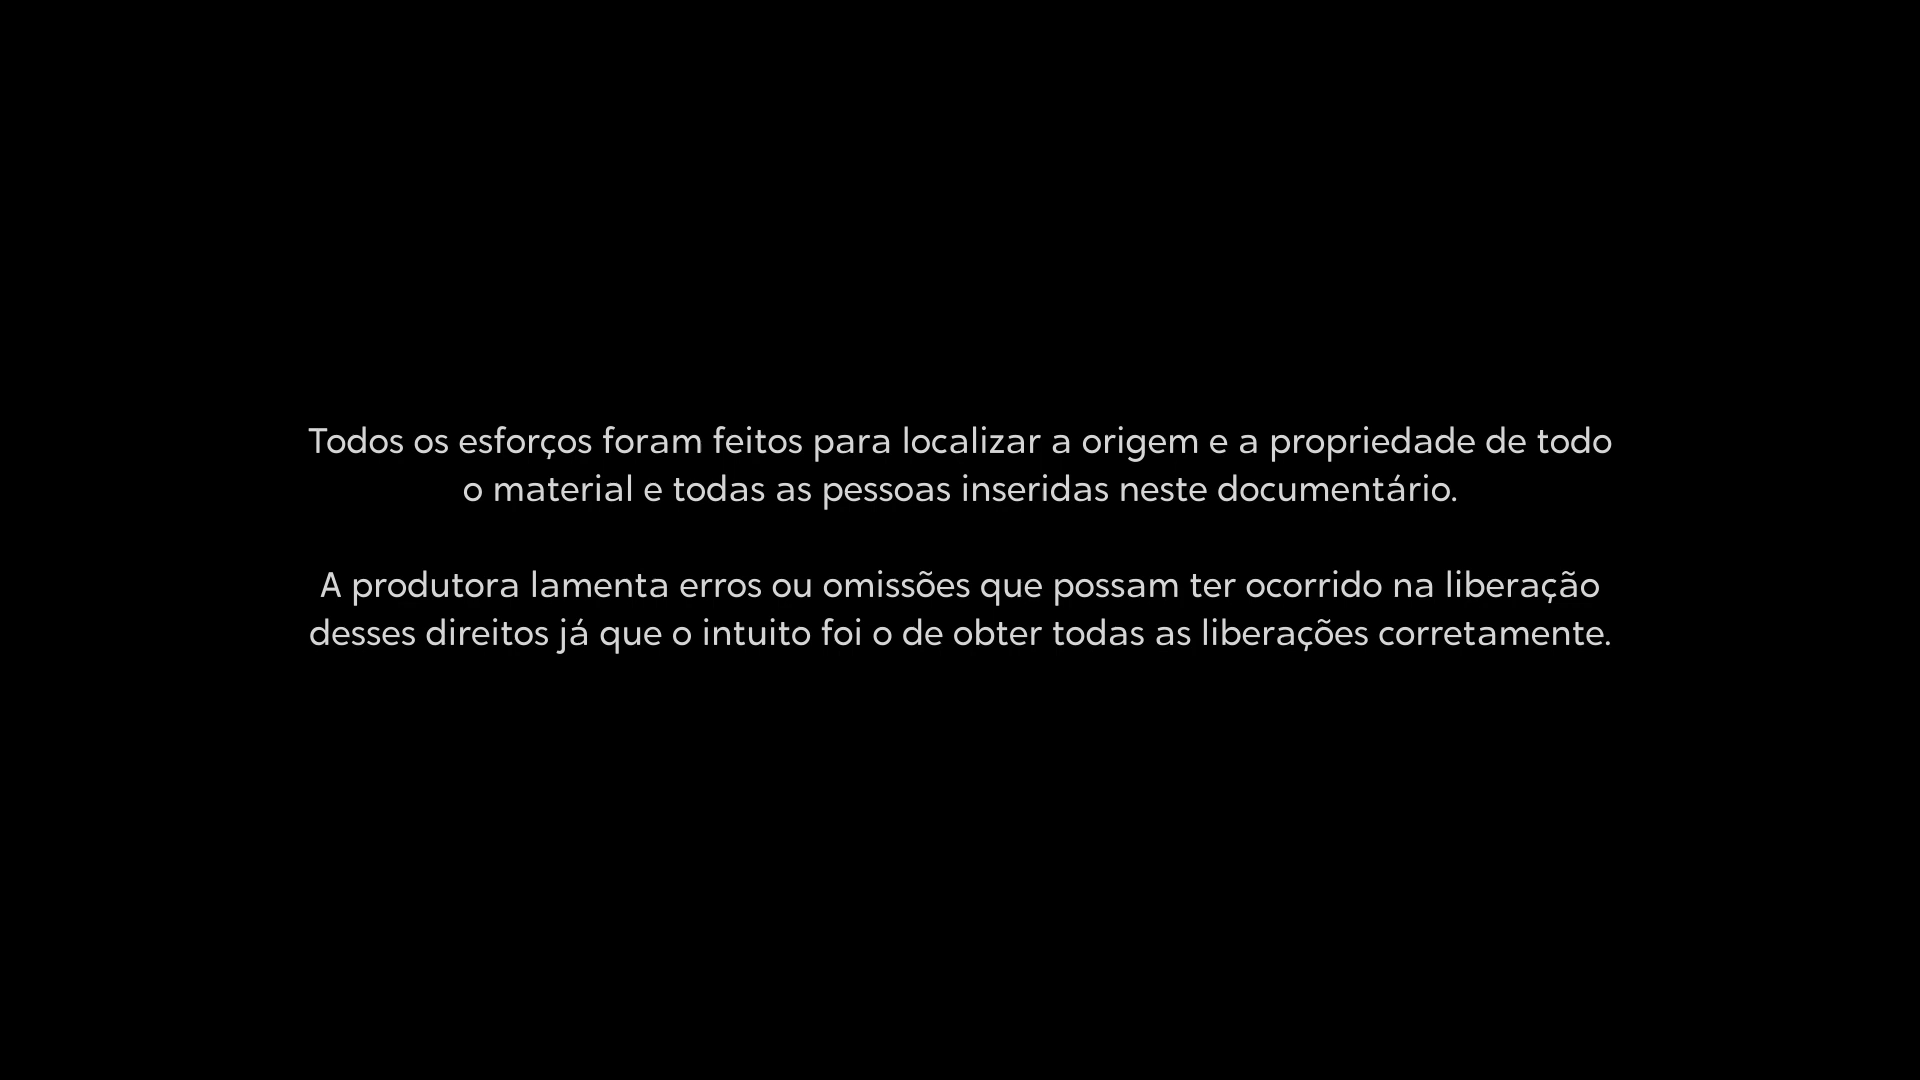 Todos os esforços foram feitos para localizar a origem e a propriedade de todo
o material e todas as pessoas inseridas neste documentário.
A produtora lamenta erros ou omissões que possam ter ocorrido na liberação
desses direitos já que o intuito foi o de obter todas as liberações corretamente.